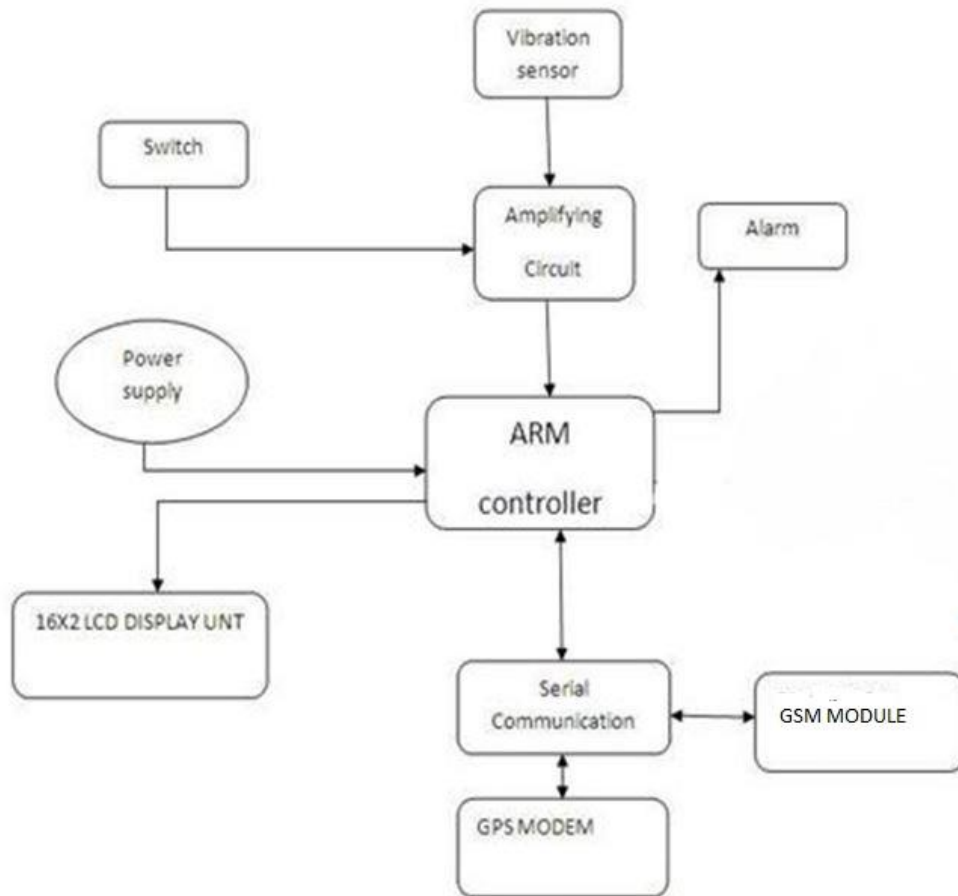 Vibration
sensor
Switch
Amplifying
Circuit
Alarm
Power
supply
ARM
controller
16X2 LCD DISPLAY UNT
Serial
Communication
GSM MODULE
GPS MODEM